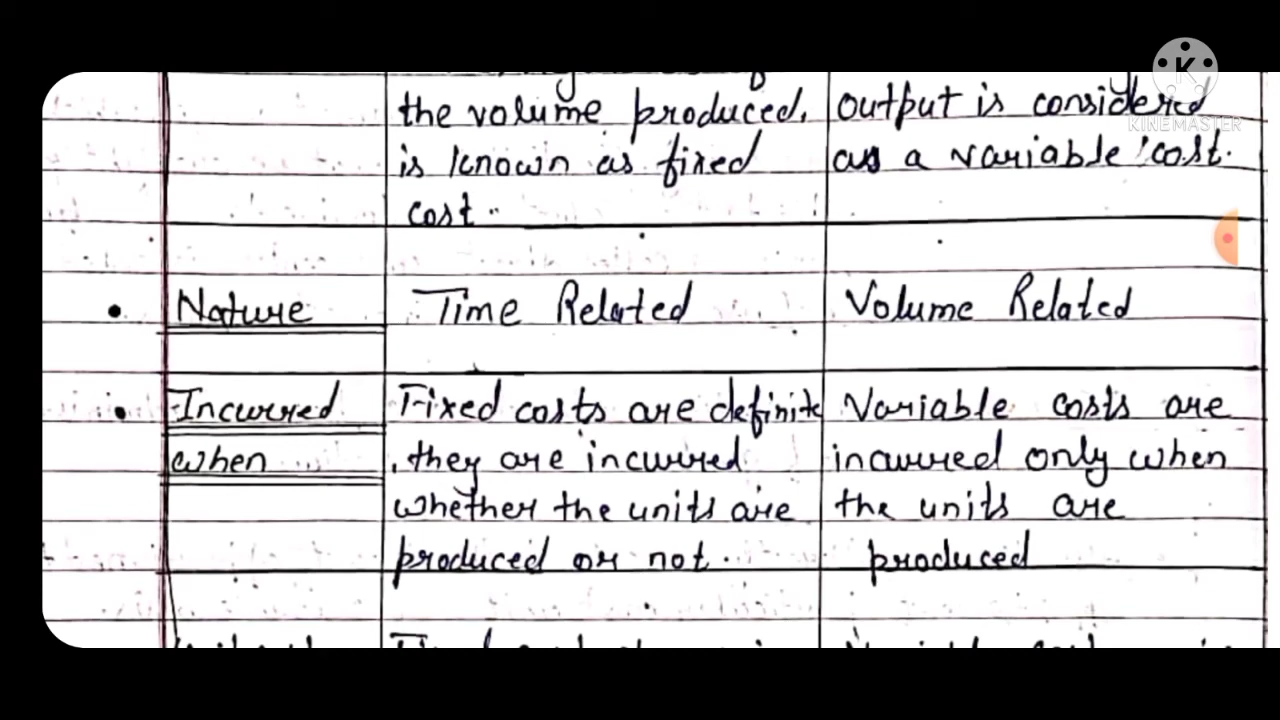 the volume produced.
is known as fixed
cost.
output is considered
as a variable cost.
K
KINEMASTER
Nature
Time Related
Volume Related
Incurred
when
Fixed costs are definite
, they are incurred
whether the units are
produced or not.
Variable costs are
incurred only when
the units are
produced